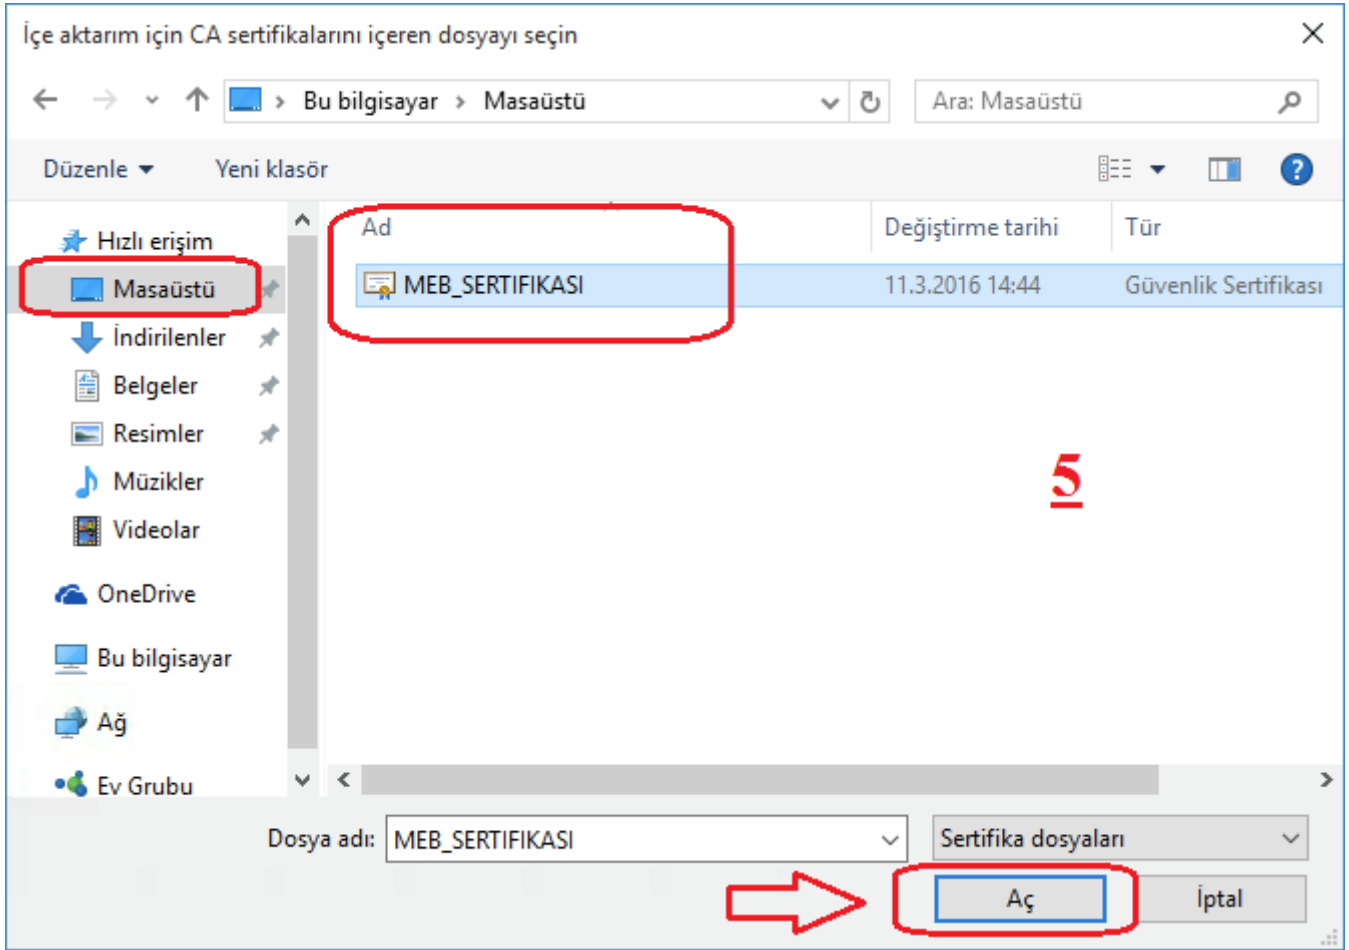 İçe aktarım için CA sertifikalarını içeren dosyayı seçin
Bu bilgisayar > Masaüstü
Ara: Masaüstü
Düzenle
Yeni klasör
Hızlı erişim
Masaüstü
İndirilenler
Belgeler
Resimler
Müzikler
Videolar
OneDrive
Bu bilgisayar
Ağ
Ev Grubu
Ad Değiştirme tarihi Tür
MEB_SERTIFIKASI 11.3.2016 14:44 Güvenlik Sertifikası
5
Dosya adı: MEB_SERTIFIKASI Sertifika dosyaları
Aç İptal